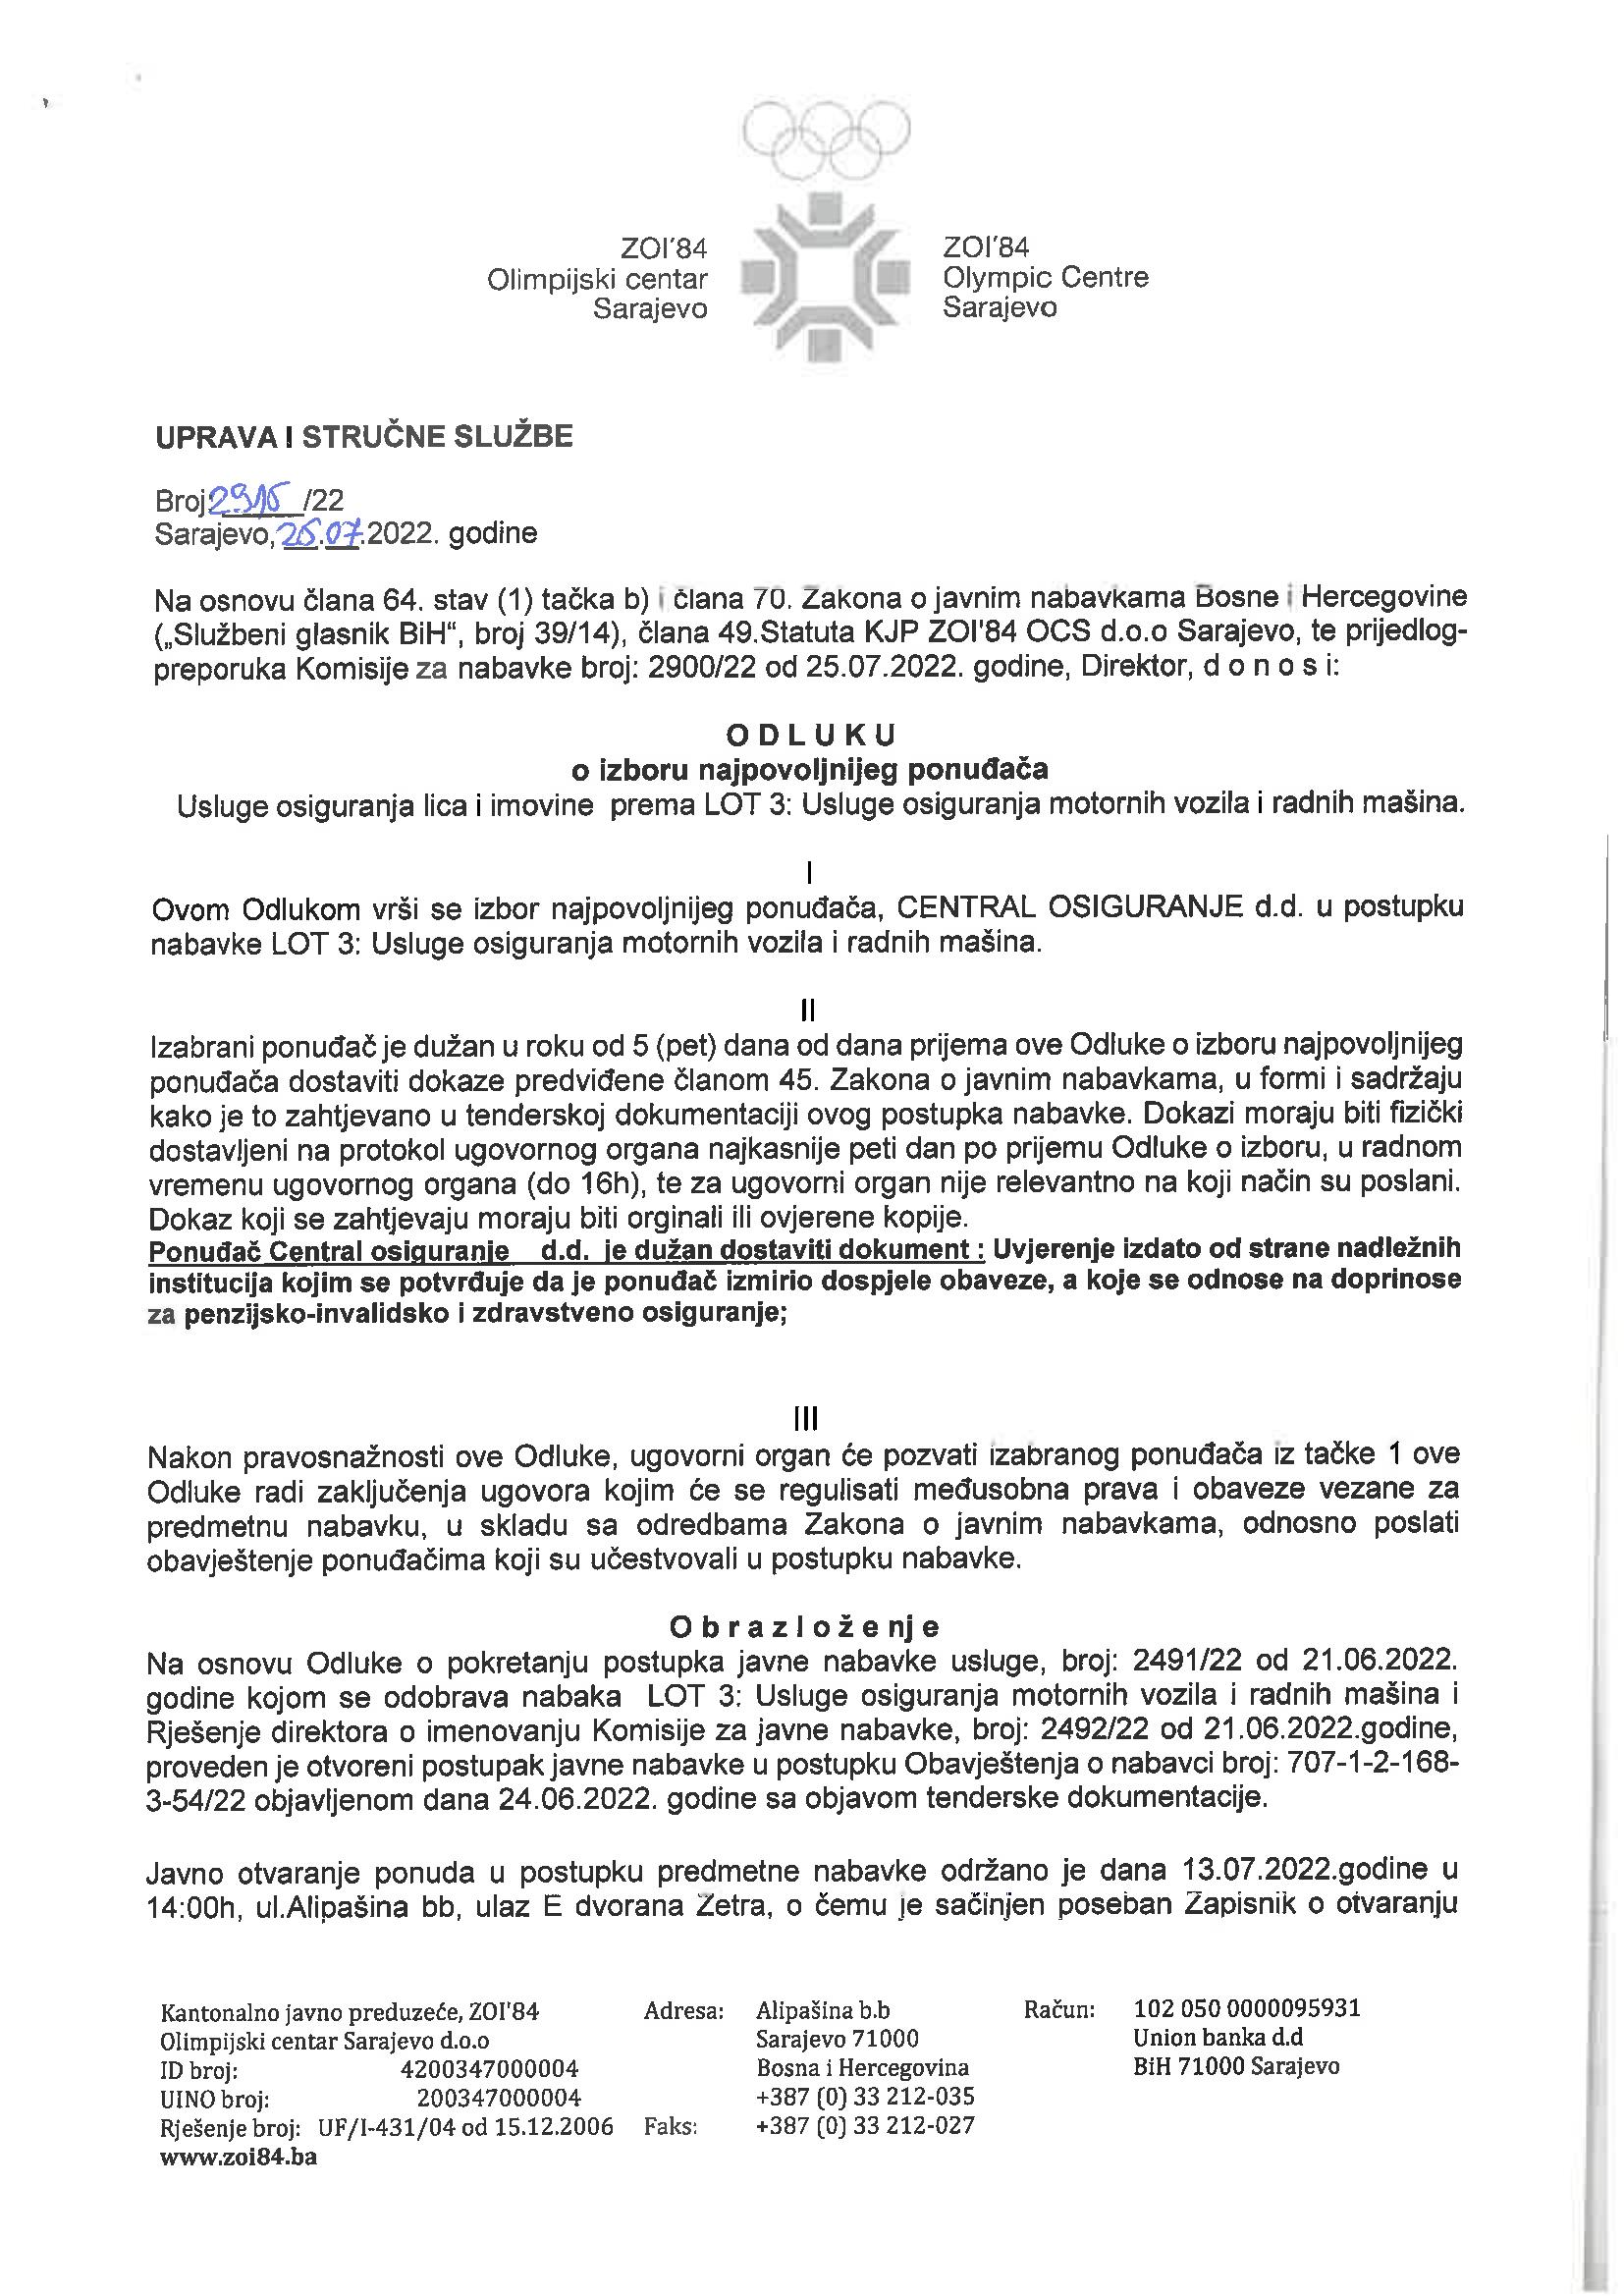 ZOI'84
Olimpijski centar
Sarajevo
ZOI'84
Olympic Centre
Sarajevo
UPRAVA I STRUČNE SLUŽBE
Broj 2915 /22
Sarajevo, 25.07.2022. godine
Na osnovu člana 64. stav (1) tačka b) i člana 70. Zakona o javnim nabavkama Bosne i Hercegovine
(„Službeni glasnik BiH“, broj 39/14), člana 49.Statuta KJP ZOI'84 OCS d.o.o Sarajevo, te prijedlog-
preporuka Komisije za nabavke broj: 2900/22 od 25.07.2022. godine, Direktor, d o n o s i:
O D L U K U
o izboru najpovoljnijeg ponuđača
Usluge osiguranja lica i imovine prema LOT 3: Usluge osiguranja motornih vozila i radnih mašina.
I
Ovom Odlukom vrši se izbor najpovoljnijeg ponuđača, CENTRAL OSIGURANJE d.d. u postupku
nabavke LOT 3: Usluge osiguranja motornih vozila i radnih mašina.
II
Izabrani ponuđač je dužan u roku od 5 (pet) dana od dana prijema ove Odluke o izboru najpovoljnijeg
ponuđača dostaviti dokaze predviđene članom 45. Zakona o javnim nabavkama, u formi i sadržaju
kako je to zahtjevano u tenderskoj dokumentaciji ovog postupka nabavke. Dokazi moraju biti fizički
dostavljeni na protokol ugovornog organa najkasnije peti dan po prijemu Odluke o izboru, u radnom
vremenu ugovornog organa (do 16h), te za ugovorni organ nije relevantno na koji način su poslani.
Dokaz koji se zahtjevaju moraju biti orginali ili ovjerene kopije.
Ponuđač Central osiguranje d.d. je dužan dostaviti dokument : Uvjerenje izdato od strane nadležnih
institucija kojim se potvrđuje da je ponuđač izmirio dospjele obaveze, a koje se odnose na doprinose
za penzijsko-invalidsko i zdravstveno osiguranje;
III
Nakon pravosnažnosti ove Odluke, ugovorni organ će pozvati izabranog ponuđača iz tačke 1 ove
Odluke radi zaključenja ugovora kojim će se regulisati međusobna prava i obaveze vezane za
predmetnu nabavku, u skladu sa odredbama Zakona o javnim nabavkama, odnosno poslati
obavještenje ponuđačima koji su učestvovali u postupku nabavke.
O b r a z l o ž e nj e
Na osnovu Odluke o pokretanju postupka javne nabavke usluge, broj: 2491/22 od 21.06.2022.
godine kojom se odobrava nabaka LOT 3: Usluge osiguranja motornih vozila i radnih mašina i
Rješenje direktora o imenovanju Komisije za javne nabavke, broj: 2492/22 od 21.06.2022.godine,
proveden je otvoreni postupak javne nabavke u postupku Obavještenja o nabavci broj: 707-1-2-168-
3-54/22 objavljenom dana 24.06.2022. godine sa objavom tenderske dokumentacije.
Javno otvaranje ponuda u postupku predmetne nabavke održano je dana 13.07.2022.godine u
14:00h, ul.Alipašina bb, ulaz E dvorana Zetra, o čemu je sačinjen poseban Zapisnik o otvaranju
Kantonalno javno preduzeće, ZOI'84 Adresa: Alipašina b.b Račun: 102 050 0000095931
Olimpijski centar Sarajevo d.o.o Sarajevo 71000 Union banka d.d
ID broj: 4200347000004 Bosna i Hercegovina BiH 71000 Sarajevo
UINO broj: 200347000004 +387 (0) 33 212-035
Rješenje broj: UF/I-431/04 od 15.12.2006 Faks: +387 (0) 33 212-027
www.zoi84.ba